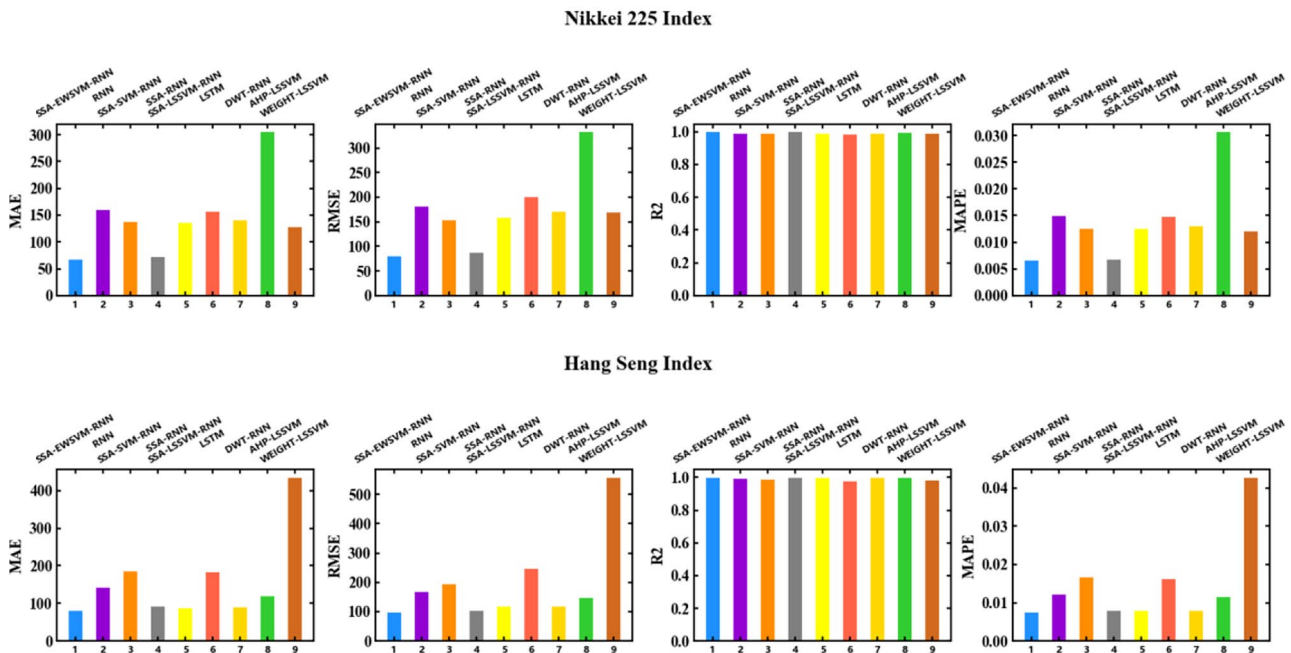 Nikkei 225 Index
SSA-EWSVM-RNN RNN SSA-SVM-RNN SSA-RNN SSA-LSSVM-RNN LSTM DWT-RNN AHP-LSSVM WEIGHT-LSSVM
MAE
300
250
200
150
100
50
0
1 2 3 4 5 6 7 8 9
SSA-EWSVM-RNN RNN SSA-SVM-RNN SSA-RNN SSA-LSSVM-RNN LSTM DWT-RNN AHP-LSSVM WEIGHT-LSSVM
RMSE
300
250
200
150
100
50
0
1 2 3 4 5 6 7 8 9
SSA-EWSVM-RNN RNN SSA-SVM-RNN SSA-RNN SSA-LSSVM-RNN LSTM DWT-RNN AHP-LSSVM WEIGHT-LSSVM
R2
1.0
0.8
0.6
0.4
0.2
0.0
1 2 3 4 5 6 7 8 9
SSA-EWSVM-RNN RNN SSA-SVM-RNN SSA-RNN SSA-LSSVM-RNN LSTM DWT-RNN AHP-LSSVM WEIGHT-LSSVM
MAPE
0.030
0.025
0.020
0.015
0.010
0.005
0.000
1 2 3 4 5 6 7 8 9
Hang Seng Index
SSA-EWSVM-RNN RNN SSA-SVM-RNN SSA-RNN SSA-LSSVM-RNN LSTM DWT-RNN AHP-LSSVM WEIGHT-LSSVM
MAE
400
300
200
100
0
1 2 3 4 5 6 7 8 9
SSA-EWSVM-RNN RNN SSA-SVM-RNN SSA-RNN SSA-LSSVM-RNN LSTM DWT-RNN AHP-LSSVM WEIGHT-LSSVM
RMSE
500
400
300
200
100
0
1 2 3 4 5 6 7 8 9
SSA-EWSVM-RNN RNN SSA-SVM-RNN SSA-RNN SSA-LSSVM-RNN LSTM DWT-RNN AHP-LSSVM WEIGHT-LSSVM
R2
1.0
0.8
0.6
0.4
0.2
0.0
1 2 3 4 5 6 7 8 9
SSA-EWSVM-RNN RNN SSA-SVM-RNN SSA-RNN SSA-LSSVM-RNN LSTM DWT-RNN AHP-LSSVM WEIGHT-LSSVM
MAPE
0.04
0.03
0.02
0.01
0.00
1 2 3 4 5 6 7 8 9